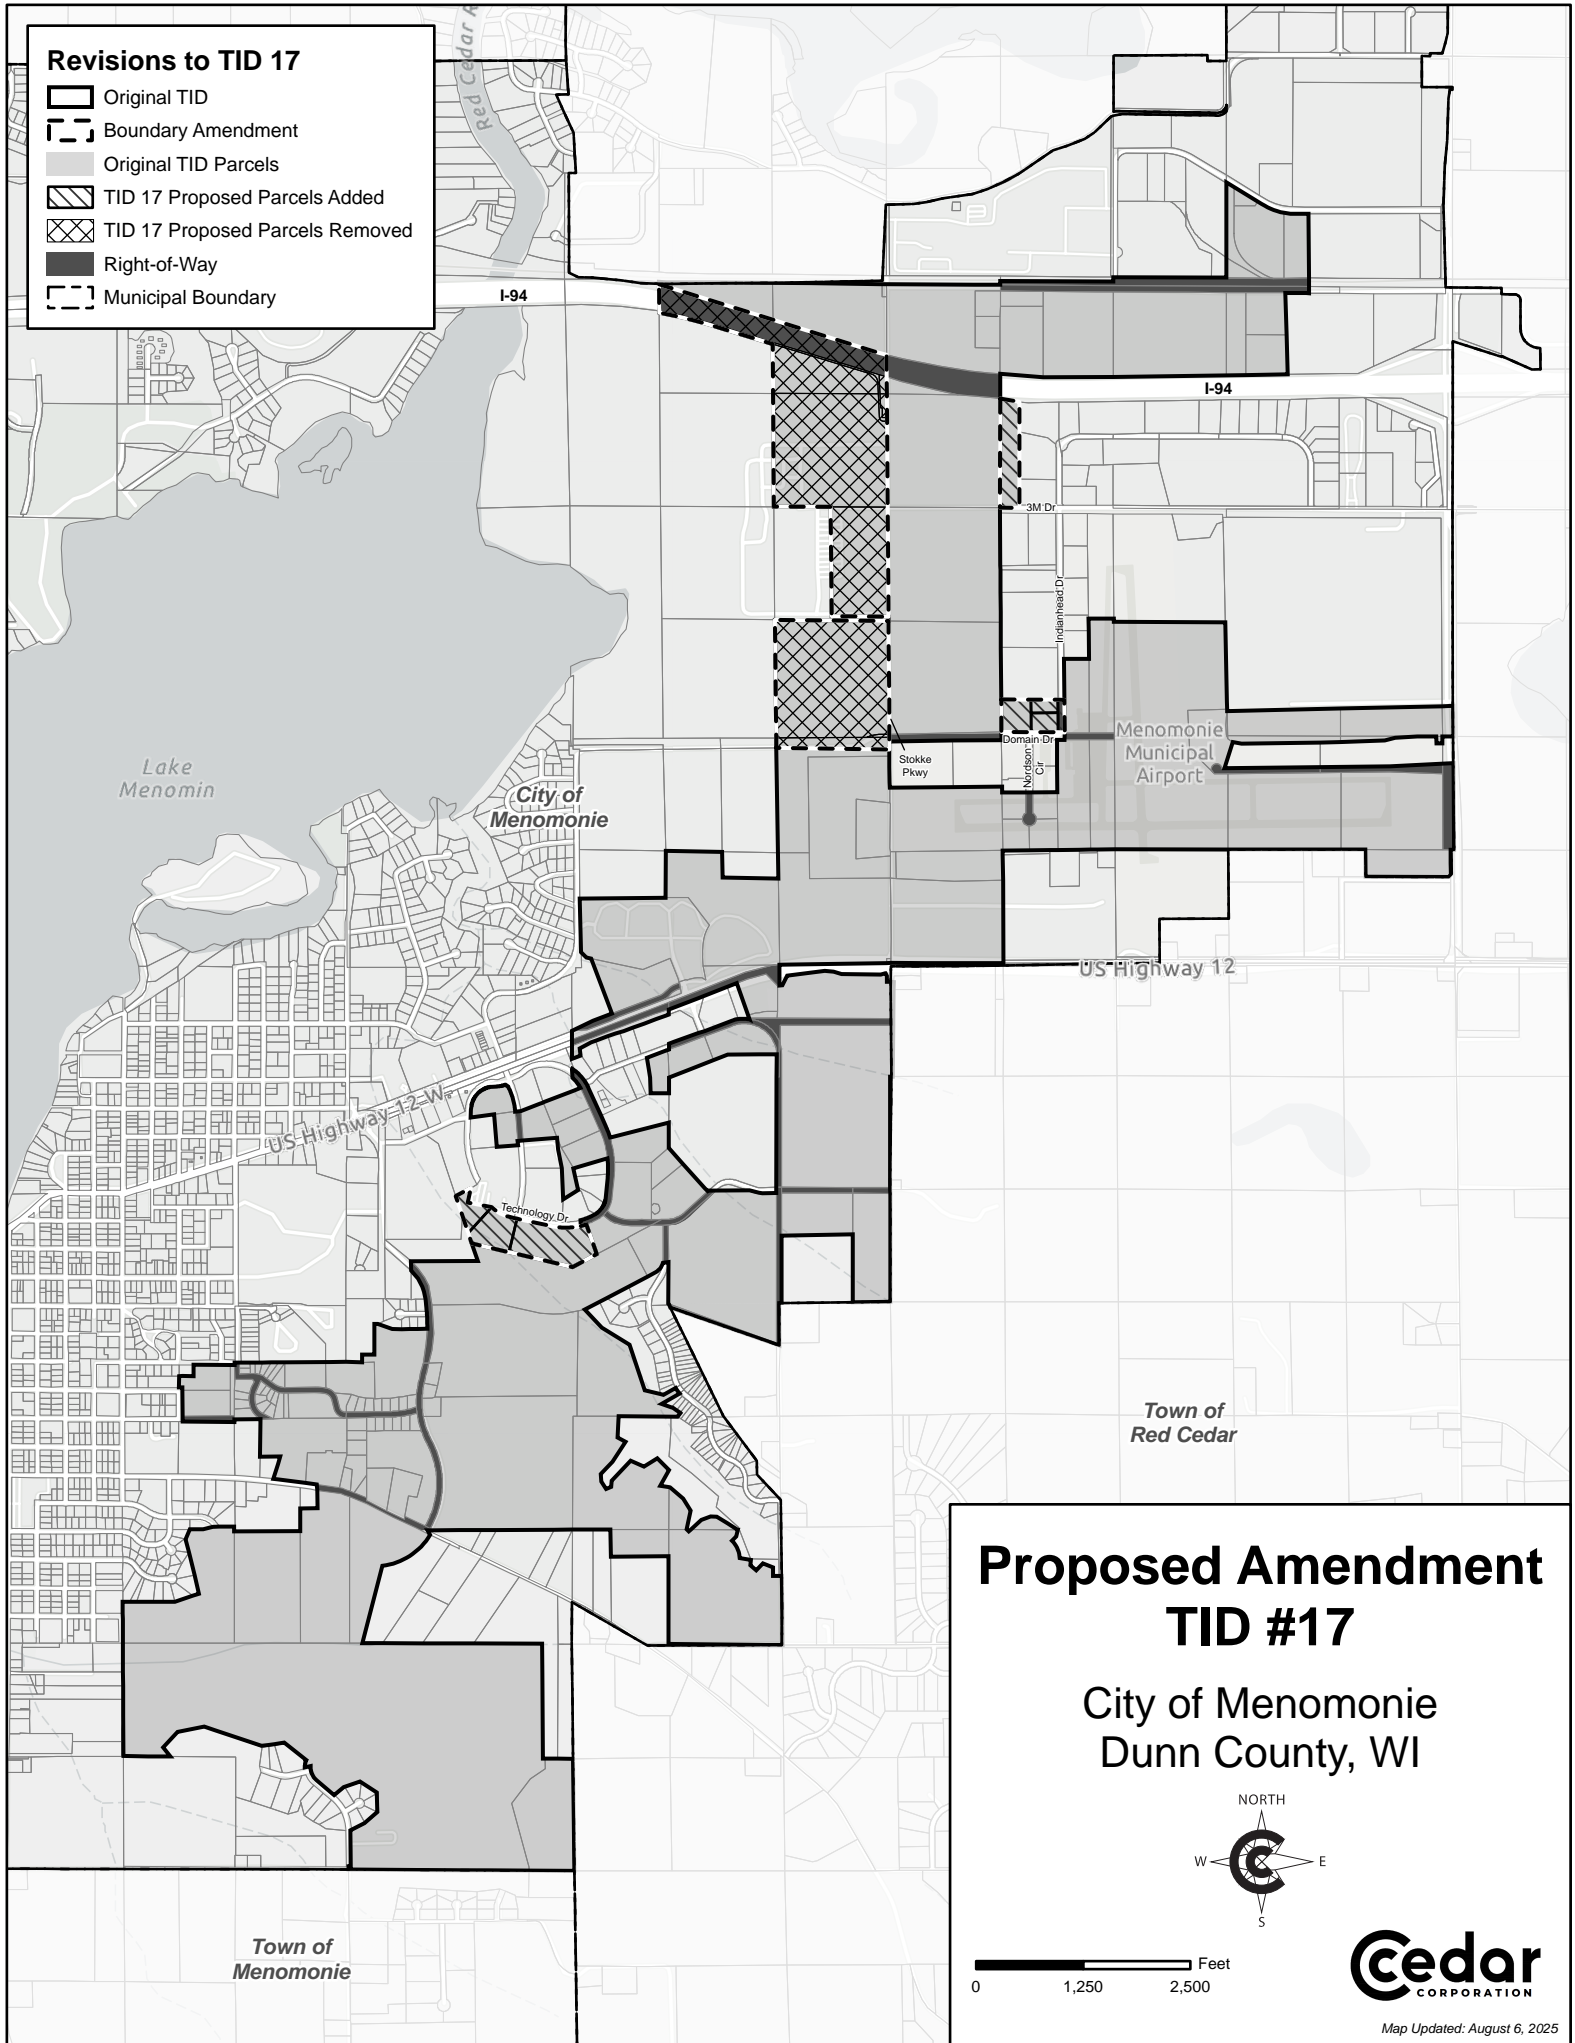 Revisions to TID 17
Original TID
Boundary Amendment
Original TID Parcels
TID 17 Proposed Parcels Added
TID 17 Proposed Parcels Removed
Right-of-Way
Municipal Boundary
Red Cedar R
I-94
I-94
3M Dr
Indianhead Dr
Domain Dr
Nordson
Cir
Stokke
Pkwy
Menomonie
Municipal
Airport
Lake
Menomin
City of
Menomonie
US Highway 12
US Highway 12 W
Technology Dr
Town of
Red Cedar
Town of
Menomonie
Proposed Amendment
TID #17
City of Menomonie
Dunn County, WI
NORTH
W
E
S
Feet
0
1,250
2,500
Cedar
CORPORATION
Map Updated: August 6, 2025